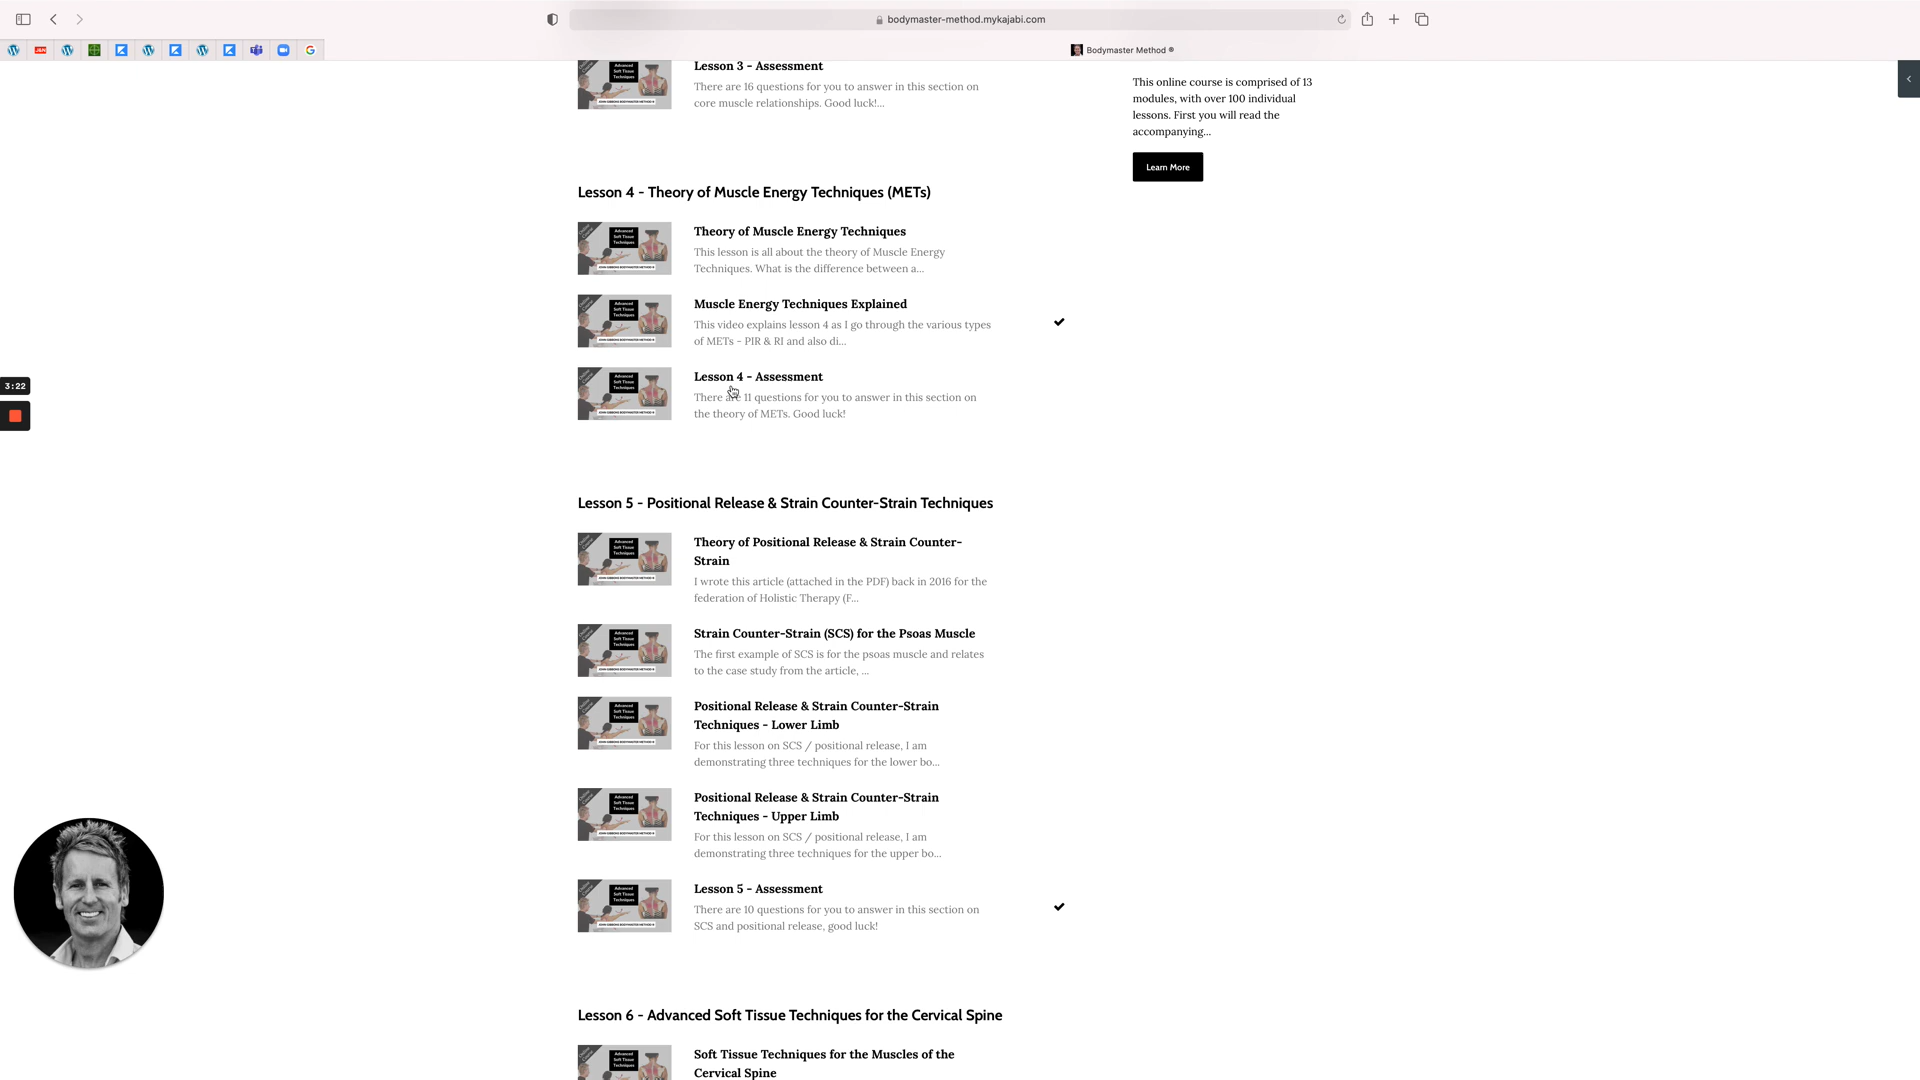 bodymaster-method.mykajabi.com
Bodymaster Method ®
Lesson 3 - Assessment
There are 16 questions for you to answer in this section on
core muscle relationships. Good luck!...
This online course is comprised of 13
modules, with over 100 individual
lessons. First you will read the
accompanying...
Learn More
Lesson 4 - Theory of Muscle Energy Techniques (METs)
Theory of Muscle Energy Techniques
This lesson is all about the theory of Muscle Energy
Techniques. What is the difference between a...
Muscle Energy Techniques Explained
This video explains lesson 4 as I go through the various types
of METs - PIR & RI and also di...
3:22
Lesson 4 - Assessment
There are 11 questions for you to answer in this section on
the theory of METs. Good luck!
Lesson 5 - Positional Release & Strain Counter-Strain Techniques
Theory of Positional Release & Strain Counter-
Strain
I wrote this article (attached in the PDF) back in 2016 for the
federation of Holistic Therapy (F...
Strain Counter-Strain (SCS) for the Psoas Muscle
The first example of SCS is for the psoas muscle and relates
to the case study from the article, ...
Positional Release & Strain Counter-Strain
Techniques - Lower Limb
For this lesson on SCS / positional release, I am
demonstrating three techniques for the lower bo...
Positional Release & Strain Counter-Strain
Techniques - Upper Limb
For this lesson on SCS / positional release, I am
demonstrating three techniques for the upper bo...
Lesson 5 - Assessment
There are 10 questions for you to answer in this section on
SCS and positional release, good luck!
Lesson 6 - Advanced Soft Tissue Techniques for the Cervical Spine
Soft Tissue Techniques for the Muscles of the
Cervical Spine